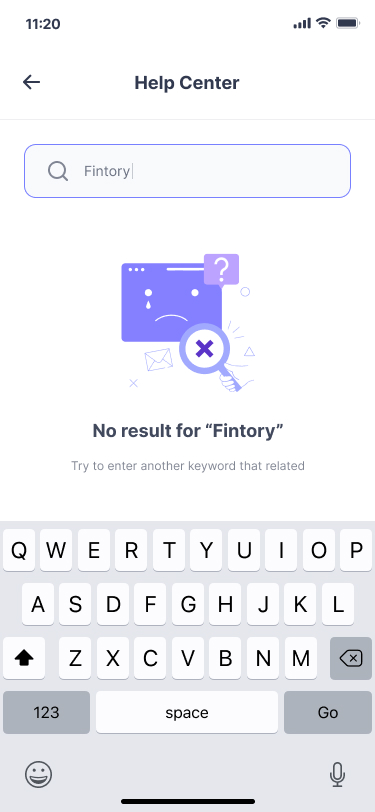 11:20
Help Center
Fintory
?
No result for “Fintory”
Try to enter another keyword that related
Q W E R T Y U I O P
A S D F G H J K L
Z X C V B N M
123 space Go